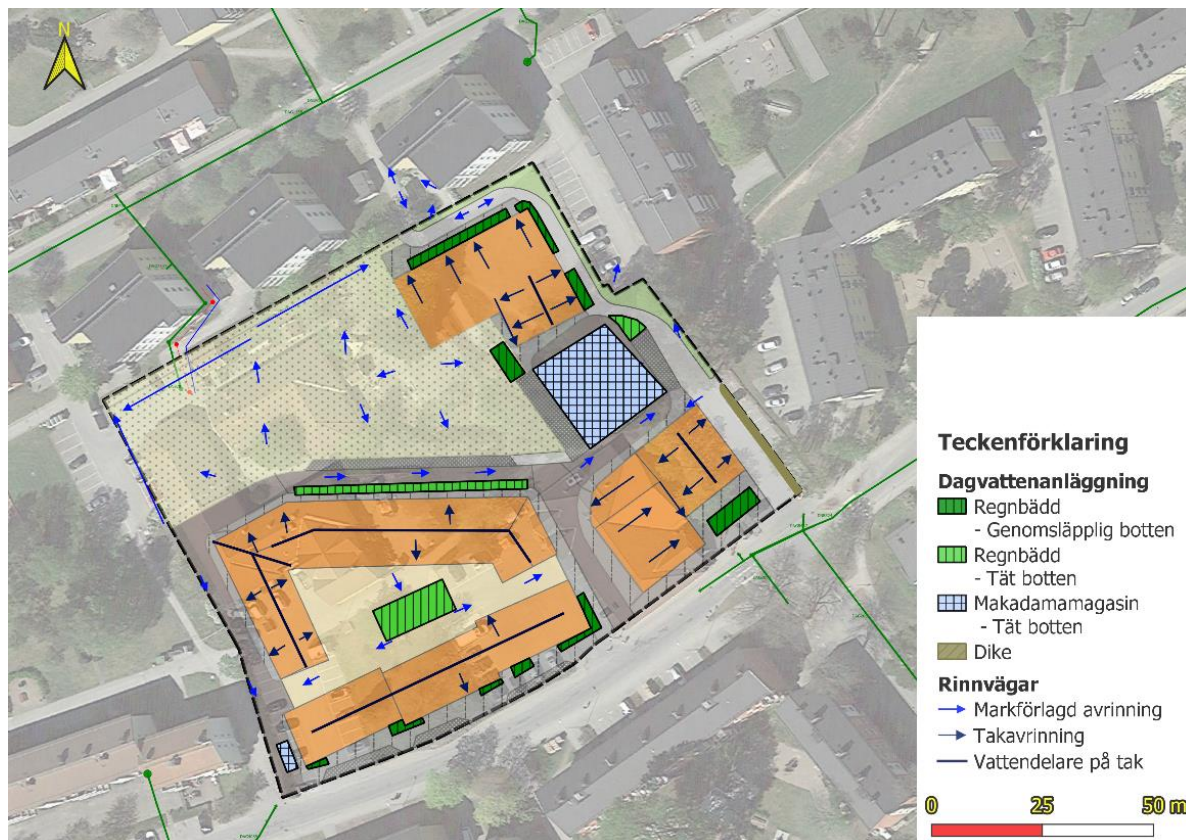 N
Teckenförklaring
Dagvattenanläggning
Regnbädd
- Genomsläpplig botten
Regnbädd
- Tät botten
Makadamamagasin
- Tät botten
Dike
Rinnvägar
Markförlagd avrinning
Takavrinning
Vattendelare på tak
0 25 50 m